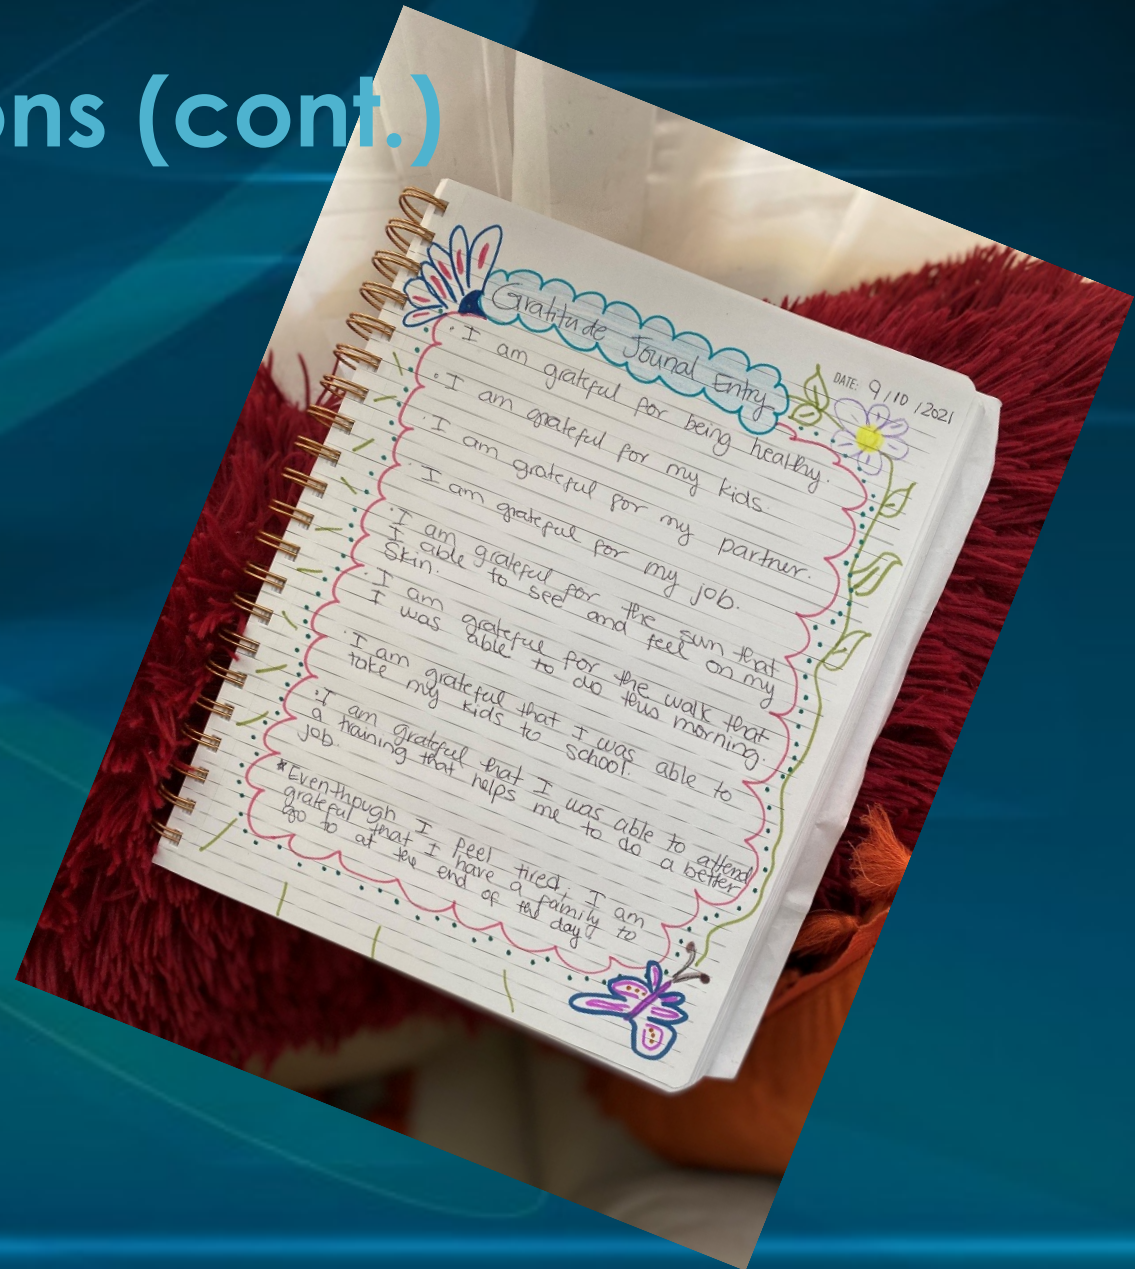 ons (cont.)
Gratitude Jounal Entry
DATE: 9/10/2021
· I am grateful for being healthy.
· I am grateful for my kids.
· I am grateful for my partner.
· I am grateful for my job.
· I am grateful for the sun that
I able to see and feel on my
Skin.
· I am grateful for the walk that
I was able to do this morning.
· I am grateful that I was able to
take my kids to school.
· I am grateful that I was able to attend
a training that helps me to do a better
job.
*Eventhough I feel tired, I am
grateful that I have a family to
go to at the end of the day!